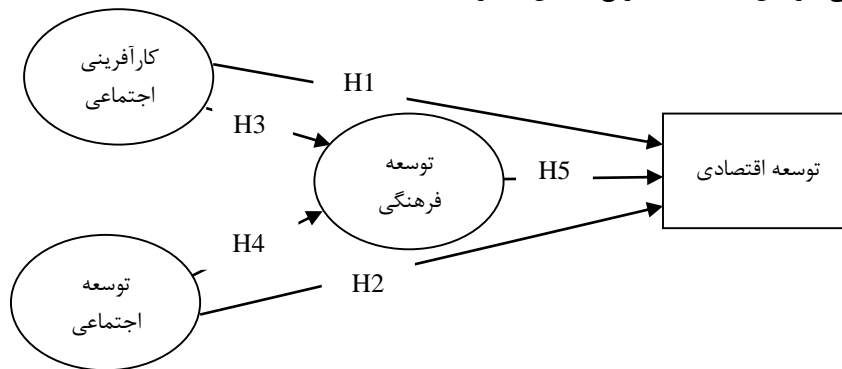 کارآفرینی
اجتماعی
H1
H3
توسعه
فرهنگی
H5
توسعه اقتصادی
H4
H2
توسعه
اجتماعی